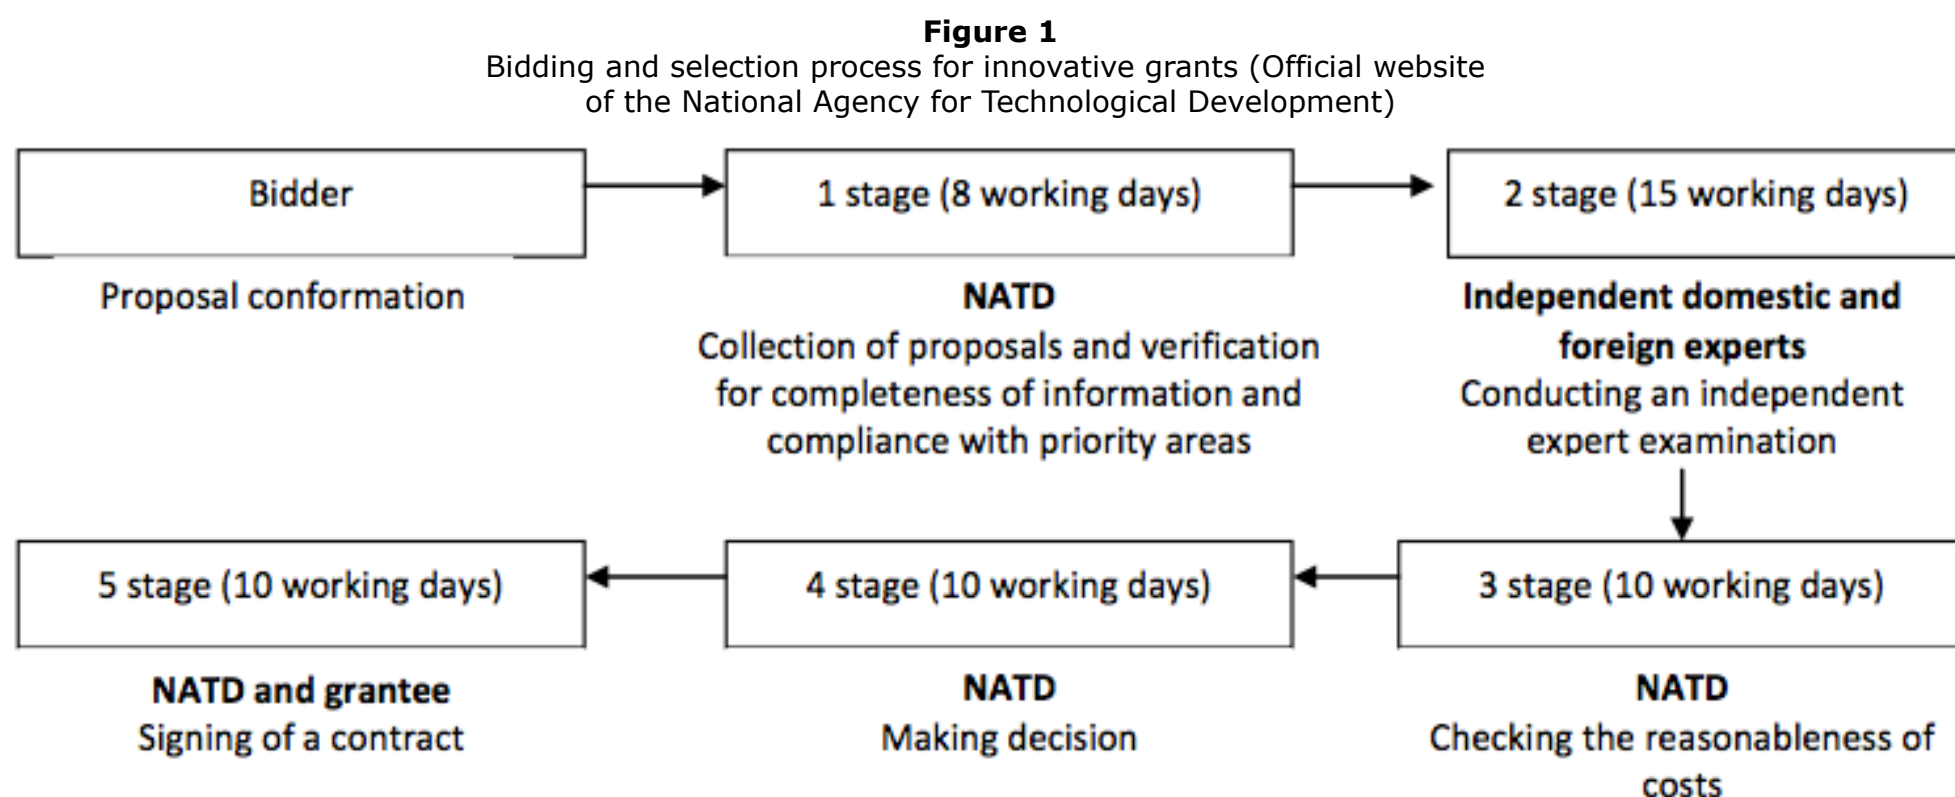 Figure 1
Bidding and selection process for innovative grants (Official website
of the National Agency for Technological Development)
Bidder
1 stage (8 working days)
2 stage (15 working days)
Proposal conformation
NATD
Collection of proposals and verification
for completeness of information and
compliance with priority areas
Independent domestic and
foreign experts
Conducting an independent
expert examination
5 stage (10 working days)
4 stage (10 working days)
3 stage (10 working days)
NATD and grantee
Signing of a contract
NATD
Making decision
NATD
Checking the reasonableness of
costs